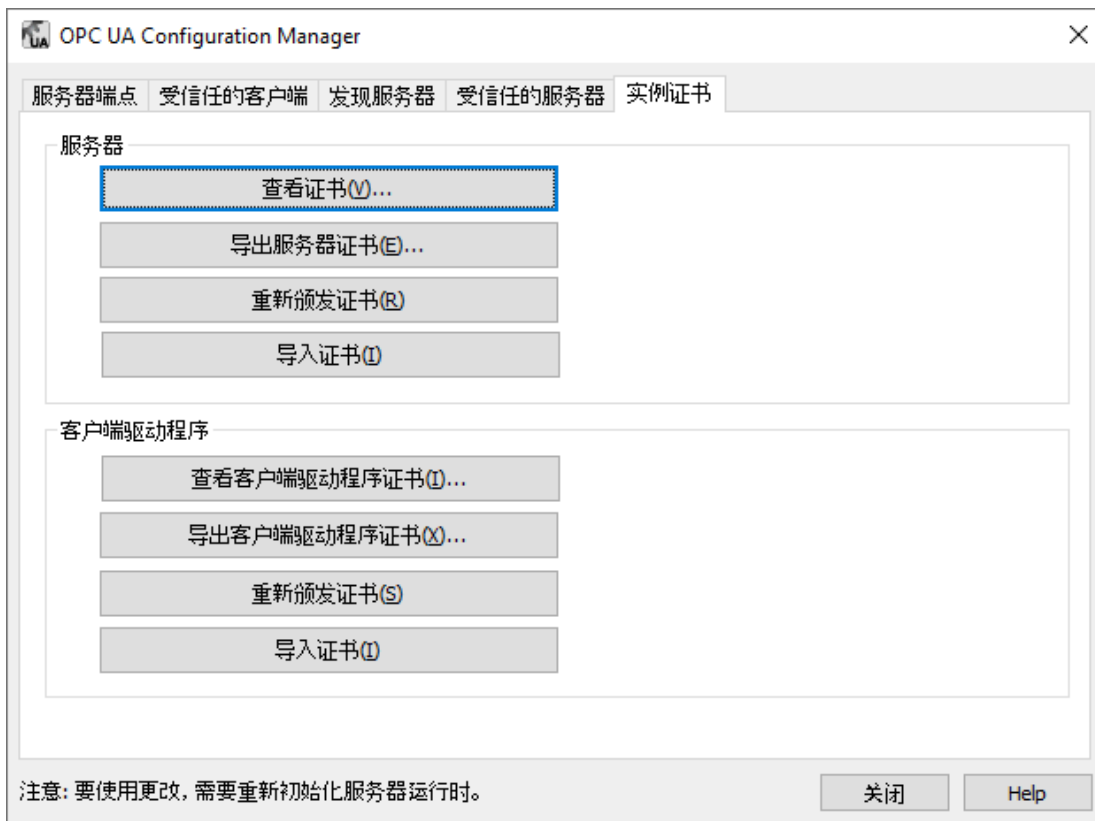 OPC UA Configuration Manager
服务器端点 受信任的客户端 发现服务器 受信任的服务器 实例证书
服务器
查看证书(V)...
导出服务器证书(E)...
重新颁发证书(R)
导入证书(I)
客户端驱动程序
查看客户端驱动程序证书(I)...
导出客户端驱动程序证书(X)...
重新颁发证书(S)
导入证书(I)
注意: 要使用更改, 需要重新初始化服务器运行时。
关闭 Help